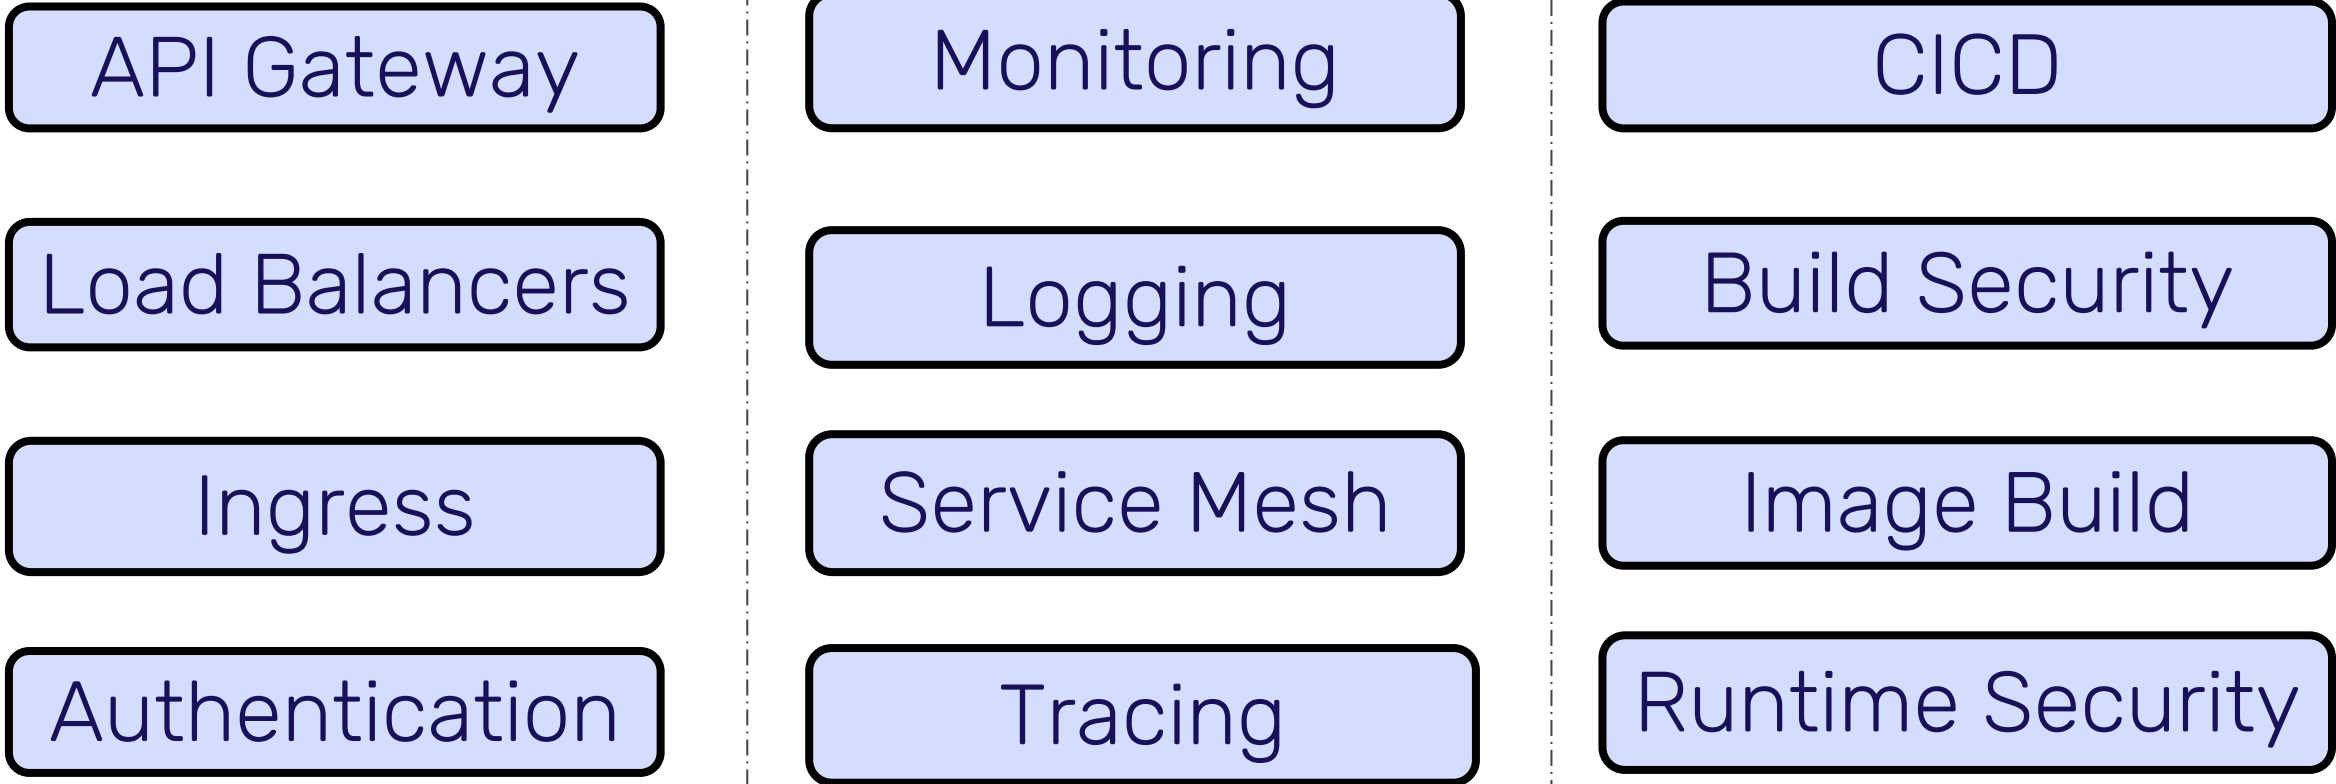 API Gateway
Load Balancers
Ingress
Authentication
Monitoring
Logging
Service Mesh
Tracing
CICD
Build Security
Image Build
Runtime Security